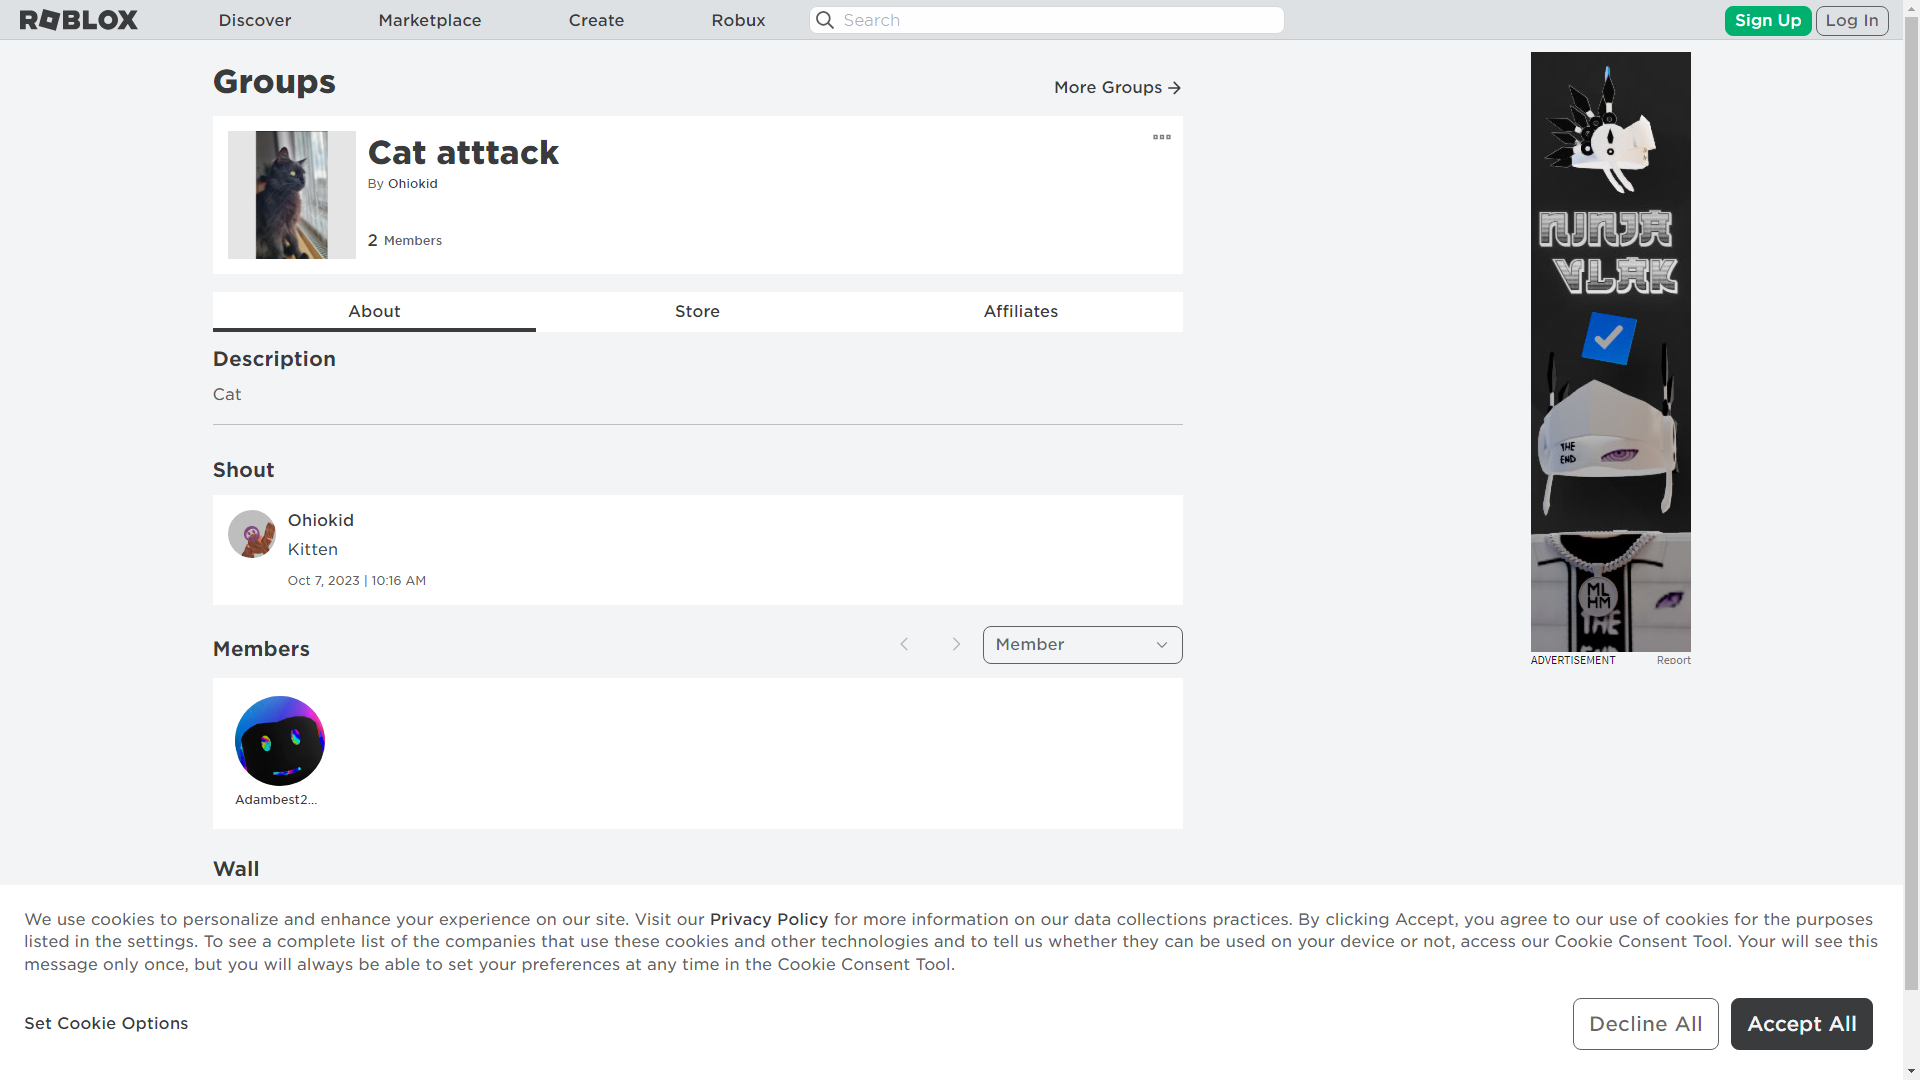 ROBLOX
Discover
Marketplace
Create
Robux
Search
Sign Up
Log In
Groups
More Groups
Cat atttack
By Ohiokid
2 Members
About
Store
Affiliates
Description
Cat
Shout
Ohiokid
Kitten
Oct 7, 2023 | 10:16 AM
Members
Member
Adambest2...
Wall
NJNJA
VLAK
THE
END
ML
HM
THE
END
ADVERTISEMENT
Report
We use cookies to personalize and enhance your experience on our site. Visit our Privacy Policy for more information on our data collections practices. By clicking Accept, you agree to our use of cookies for the purposes
listed in the settings. To see a complete list of the companies that use these cookies and other technologies and to tell us whether they can be used on your device or not, access our Cookie Consent Tool. Your will see this
message only once, but you will always be able to set your preferences at any time in the Cookie Consent Tool.
Set Cookie Options
Decline All
Accept All